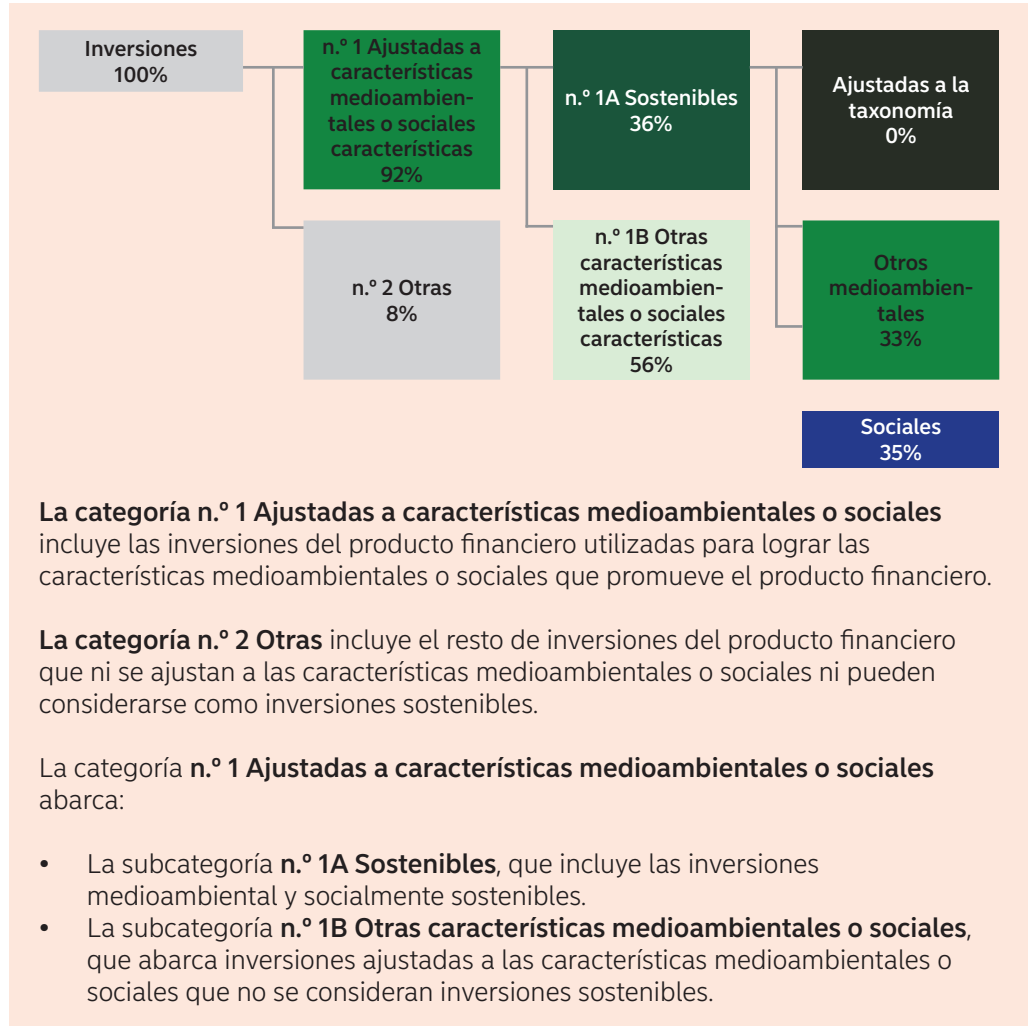 Inversiones
100%
n.º 1 Ajustadas a
características
medioambien-
tales o sociales
características
92%
n.º 1A Sostenibles
36%
Ajustadas a la
taxonomía
0%
n.º 2 Otras
8%
n.º 1B Otras
características
medioambien-
tales o sociales
características
56%
Otros
medioambien-
tales
33%
Sociales
35%
La categoría n.º 1 Ajustadas a características medioambientales o sociales
incluye las inversiones del producto financiero utilizadas para lograr las
características medioambientales o sociales que promueve el producto financiero.
La categoría n.º 2 Otras incluye el resto de inversiones del producto financiero
que ni se ajustan a las características medioambientales o sociales ni pueden
considerarse como inversiones sostenibles.
La categoría n.º 1 Ajustadas a características medioambientales o sociales
abarca:
• La subcategoría n.º 1A Sostenibles, que incluye las inversiones
medioambiental y socialmente sostenibles.
• La subcategoría n.º 1B Otras características medioambientales o sociales,
que abarca inversiones ajustadas a las características medioambientales o
sociales que no se consideran inversiones sostenibles.